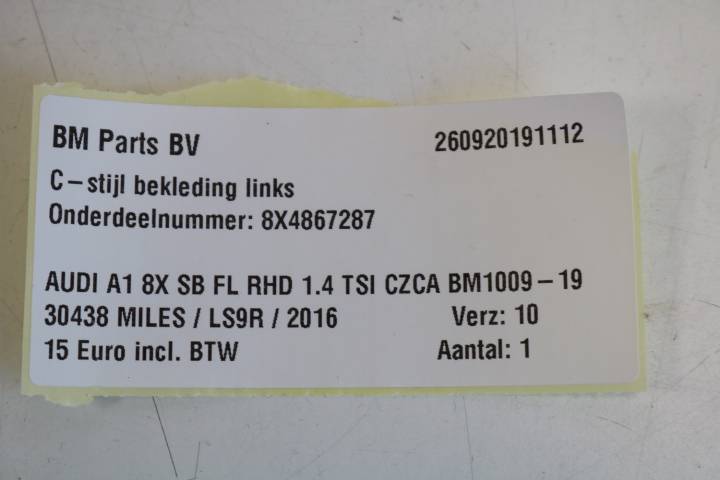 BM Parts BV 260920191112
C-stijl bekleding links
Onderdeelnummer: 8X4867287
AUDI A1 8X SB FL RHD 1.4 TSI CZCA BM1009-19
30438 MILES / LS9R / 2016 Verz: 10
15 Euro incl. BTW Aantal: 1